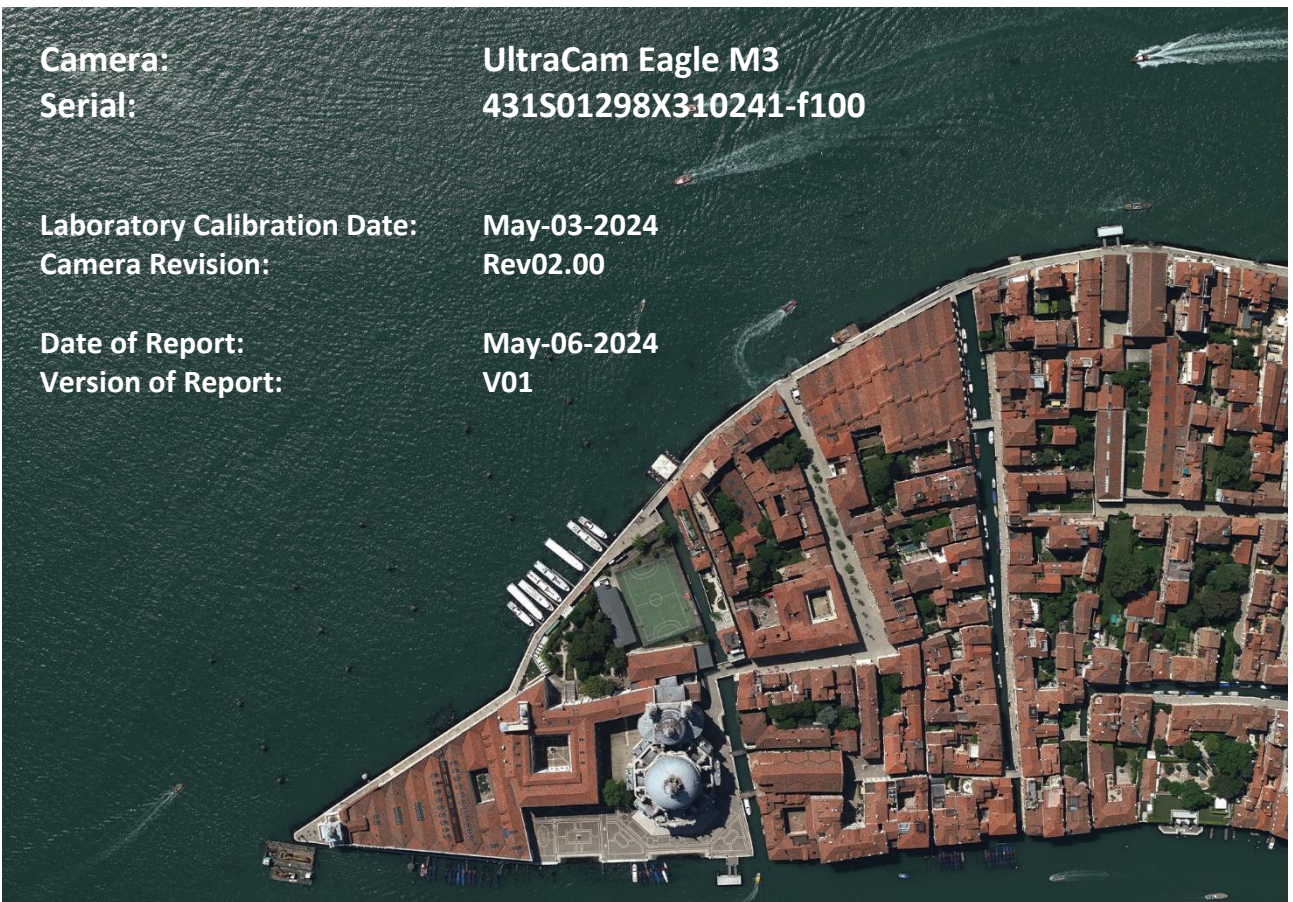 Camera: UltraCam Eagle M3
Serial: 431S01298X310241-f100
Laboratory Calibration Date: May-03-2024
Camera Revision: Rev02.00
Date of Report: May-06-2024
Version of Report: V01